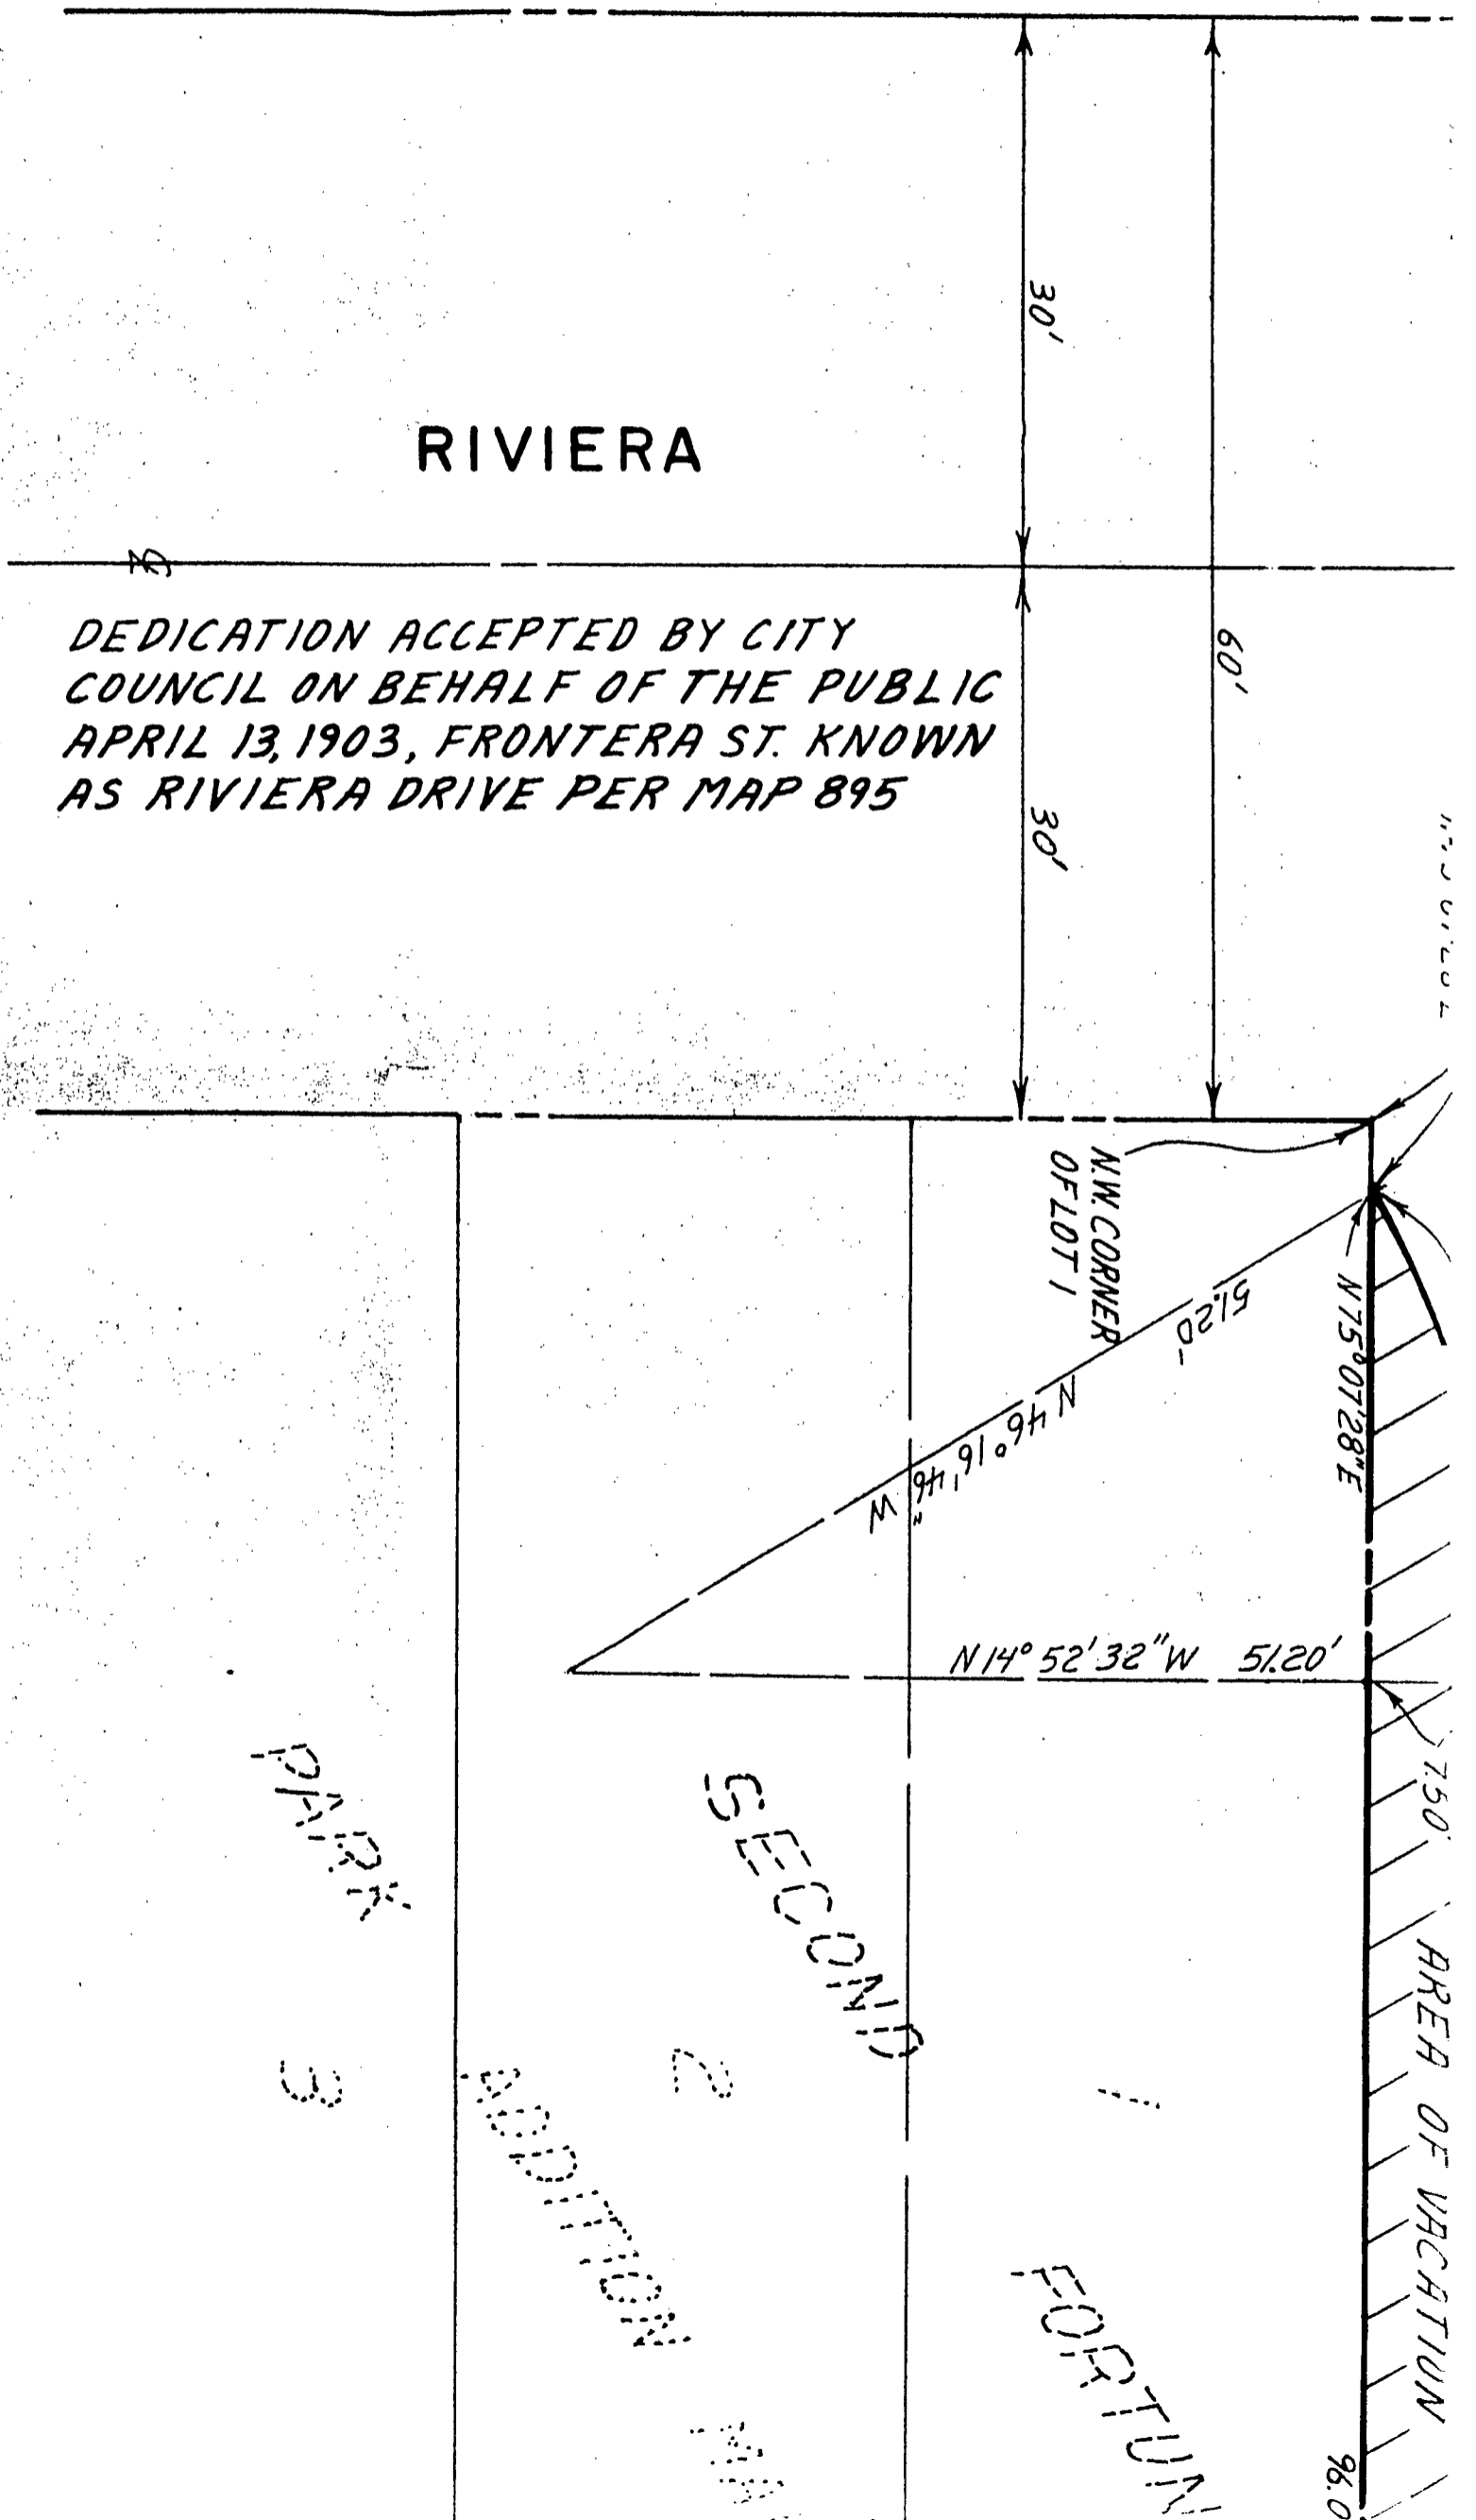 30'
RIVIERA
60'
DEDICATION ACCEPTED BY CITY
COUNCIL ON BEHALF OF THE PUBLIC
APRIL 13, 1903, FRONTERA ST. KNOWN
AS RIVIERA DRIVE PER MAP 895
30'
N.W. CORNER
OF LOT 1
51.20'
N 46° 16' 46" W
N 75° 07' 28" E
N 14° 52' 32" W 51.20'
7.50'
AREA OF VACATION
PARK
SECOND
1
2
3
ADDITION
FORTUN
96.0